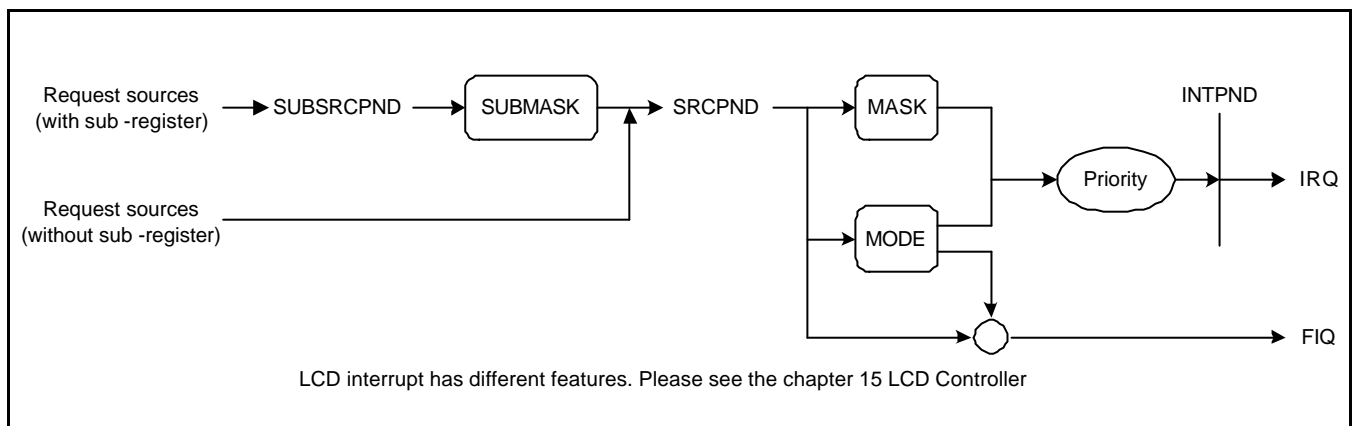 Request sources
(with sub -register)
SUBSRCPND
SUBMASK
SRCPND
MASK
INTPND
Priority
IRQ
Request sources
(without sub -register)
MODE
FIQ
LCD interrupt has different features. Please see the chapter 15 LCD Controller